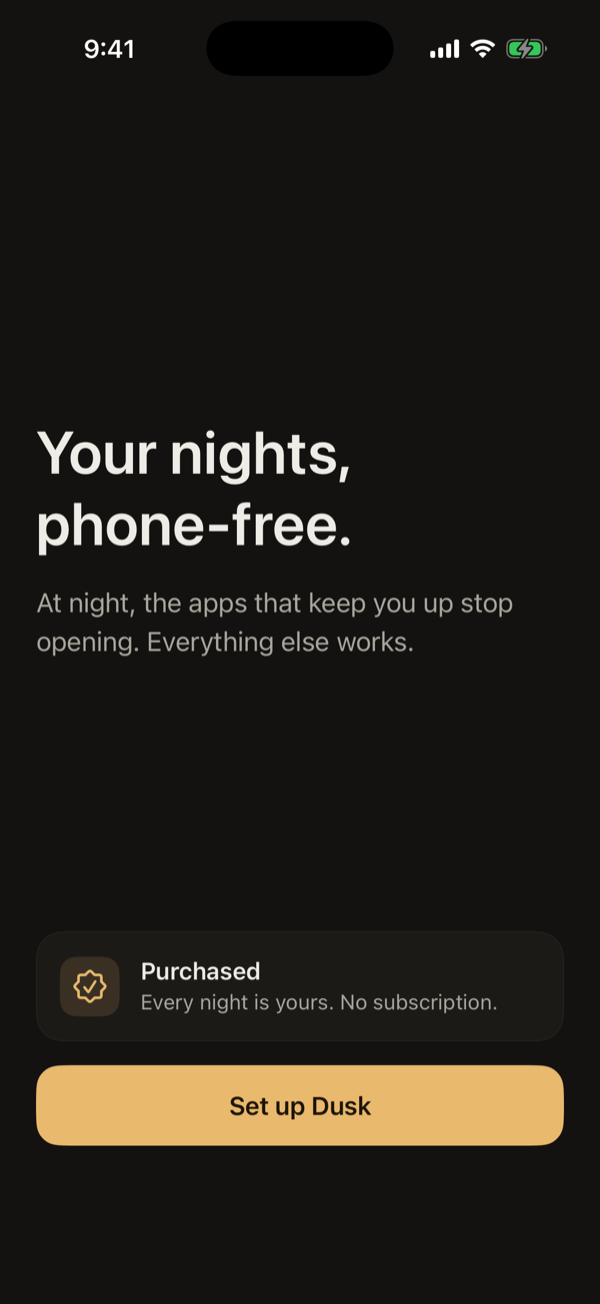 9:41
Your nights,
phone-free.
At night, the apps that keep you up stop
opening. Everything else works.
Purchased
Every night is yours. No subscription.
Set up Dusk